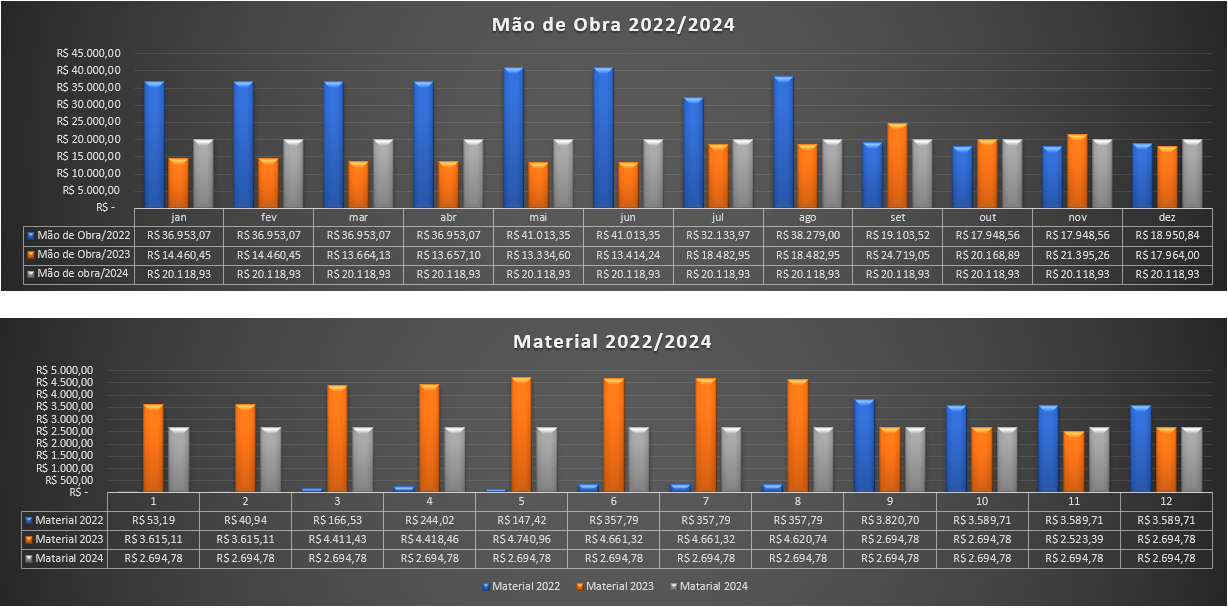 Mão de Obra 2022/2024
R$ 45.000,00
R$ 40.000,00
R$ 35.000,00
R$ 30.000,00
R$ 25.000,00
R$ 20.000,00
R$ 15.000,00
R$ 10.000,00
R$ 5.000,00
R$ -
jan fev mar abr mai jun jul ago set out nov dez
Mão de Obra/2022 R$ 36.953,07 R$ 36.953,07 R$ 36.953,07 R$ 36.953,07 R$ 41.013,35 R$ 41.013,35 R$ 32.133,97 R$ 38.279,00 R$ 19.103,52 R$ 17.948,56 R$ 17.948,56 R$ 18.950,84
Mão de Obra/2023 R$ 14.460,45 R$ 14.460,45 R$ 13.664,13 R$ 13.657,10 R$ 13.334,60 R$ 13.414,24 R$ 18.482,95 R$ 18.482,95 R$ 24.719,05 R$ 20.168,89 R$ 21.395,26 R$ 17.964,00
Mão de obra/2024 R$ 20.118,93 R$ 20.118,93 R$ 20.118,93 R$ 20.118,93 R$ 20.118,93 R$ 20.118,93 R$ 20.118,93 R$ 20.118,93 R$ 20.118,93 R$ 20.118,93 R$ 20.118,93 R$ 20.118,93
Material 2022/2024
R$ 5.000,00
R$ 4.500,00
R$ 4.000,00
R$ 3.500,00
R$ 3.000,00
R$ 2.500,00
R$ 2.000,00
R$ 1.500,00
R$ 1.000,00
R$ 500,00
R$ -
1 2 3 4 5 6 7 8 9 10 11 12
Material 2022 R$ 53,19 R$ 40,94 R$ 166,53 R$ 244,02 R$ 147,42 R$ 357,79 R$ 357,79 R$ 357,79 R$ 3.820,70 R$ 3.589,71 R$ 3.589,71 R$ 3.589,71
Material 2023 R$ 3.615,11 R$ 3.615,11 R$ 4.411,43 R$ 4.418,46 R$ 4.740,96 R$ 4.661,32 R$ 4.661,32 R$ 4.620,74 R$ 2.694,78 R$ 2.694,78 R$ 2.523,39 R$ 2.694,78
Matarial 2024 R$ 2.694,78 R$ 2.694,78 R$ 2.694,78 R$ 2.694,78 R$ 2.694,78 R$ 2.694,78 R$ 2.694,78 R$ 2.694,78 R$ 2.694,78 R$ 2.694,78 R$ 2.694,78 R$ 2.694,78
Material 2022 Material 2023 Matarial 2024